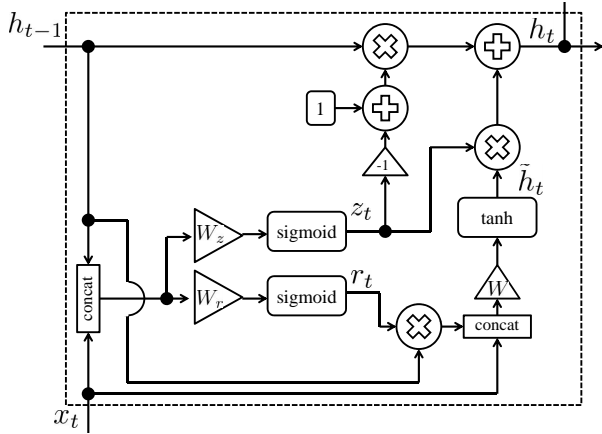 h_{t-1}
h_t
1
-1
\tilde{h}_t
z_t
W_z
sigmoid
tanh
concat
W_r
sigmoid
r_t
W
concat
x_t